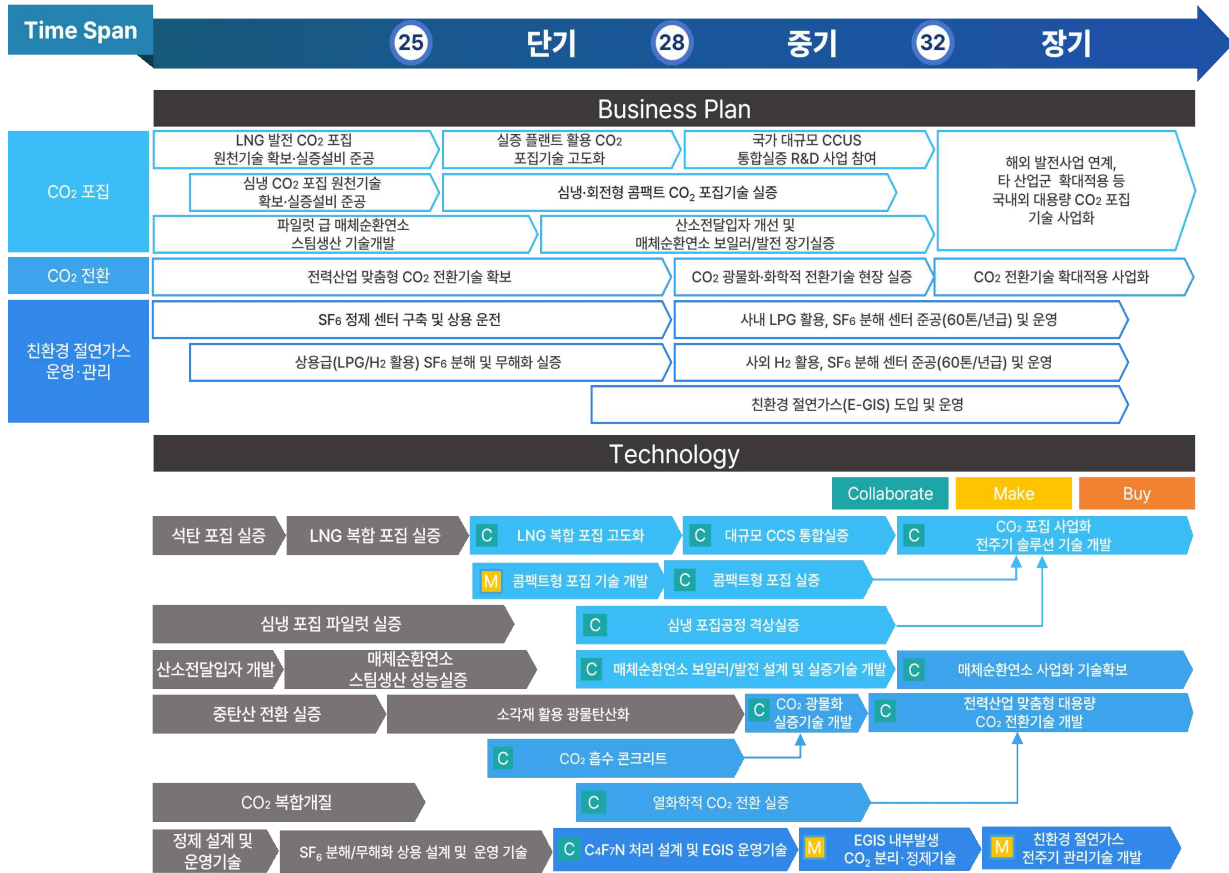 Time Span
25
단기
28
중기
32
장기
Business Plan
CO₂ 포집
LNG 발전 CO₂ 포집
원천기술 확보·실증설비 준공
실증 플랜트 활용 CO₂
포집기술 고도화
국가 대규모 CCUS
통합실증 R&D 사업 참여
해외 발전사업 연계,
타 산업군 확대적용 등
국내외 대용량 CO₂ 포집
기술 사업화
심냉 CO₂ 포집 원천기술
확보·실증설비 준공
심냉·회전형 콤팩트 CO₂ 포집기술 실증
파일럿 급 매체순환연소
스팀생산 기술개발
산소전달입자 개선 및
매체순환연소 보일러/발전 장기실증
CO₂ 전환
전력산업 맞춤형 CO₂ 전환기술 확보
CO₂ 광물화·화학적 전환기술 현장 실증
CO₂ 전환기술 확대적용 사업화
친환경 절연가스
운영·관리
SF₆ 정제 센터 구축 및 상용 운전
사내 LPG 활용, SF₆ 분해 센터 준공(60톤/년급) 및 운영
상용급(LPG/H₂ 활용) SF₆ 분해 및 무해화 실증
사외 H₂ 활용, SF₆ 분해 센터 준공(60톤/년급) 및 운영
친환경 절연가스(E-GIS) 도입 및 운영
Technology
Collaborate
Make
Buy
석탄 포집 실증
LNG 복합 포집 실증
C LNG 복합 포집 고도화
C 대규모 CCS 통합실증
C CO₂ 포집 사업화
전주기 솔루션 기술 개발
M 콤팩트형 포집 기술 개발
C 콤팩트형 포집 실증
심냉 포집 파일럿 실증
C 심냉 포집공정 격상실증
산소전달입자 개발
매체순환연소
스팀생산 성능실증
C 매체순환연소 보일러/발전 설계 및 실증기술 개발
C 매체순환연소 사업화 기술확보
중탄산 전환 실증
소각재 활용 광물탄산화
C CO₂ 광물화
실증기술 개발
C 전력산업 맞춤형 대용량
CO₂ 전환기술 개발
C CO₂ 흡수 콘크리트
CO₂ 복합개질
C 열화학적 CO₂ 전환 실증
정제 설계 및
운영기술
SF₆ 분해/무해화 상용 설계 및 운영 기술
C C₄F₇N 처리 설계 및 EGIS 운영기술
M EGIS 내부발생
CO₂ 분리·정제기술
M 친환경 절연가스
전주기 관리기술 개발